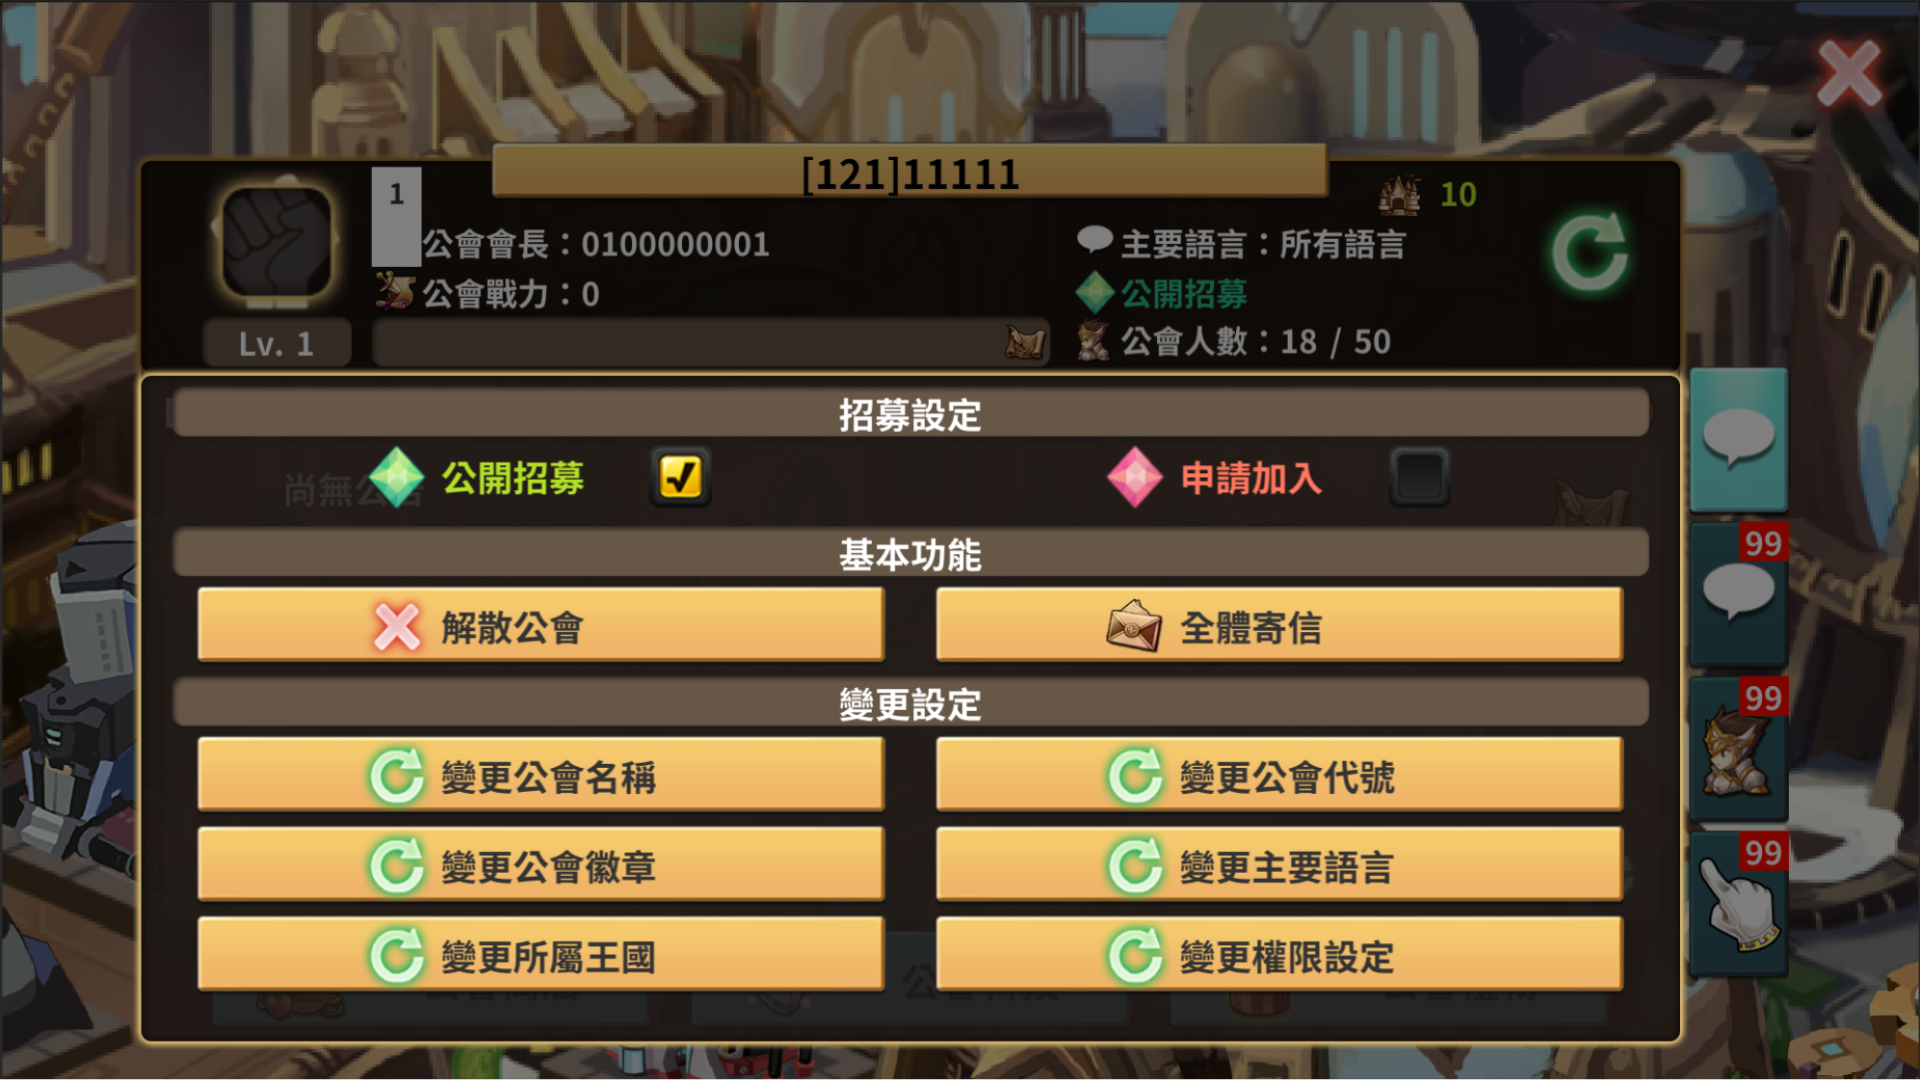 [121]11111
1
10
公會會長：0100000001
主要語言：所有語言
公會戰力：0
公開招募
Lv. 1
公會人數：18 / 50
招募設定
尚無公告
公開招募
申請加入
基本功能
99
解散公會
全體寄信
變更設定
99
變更公會名稱
變更公會代號
變更公會徽章
變更主要語言
99
變更所屬王國
變更權限設定